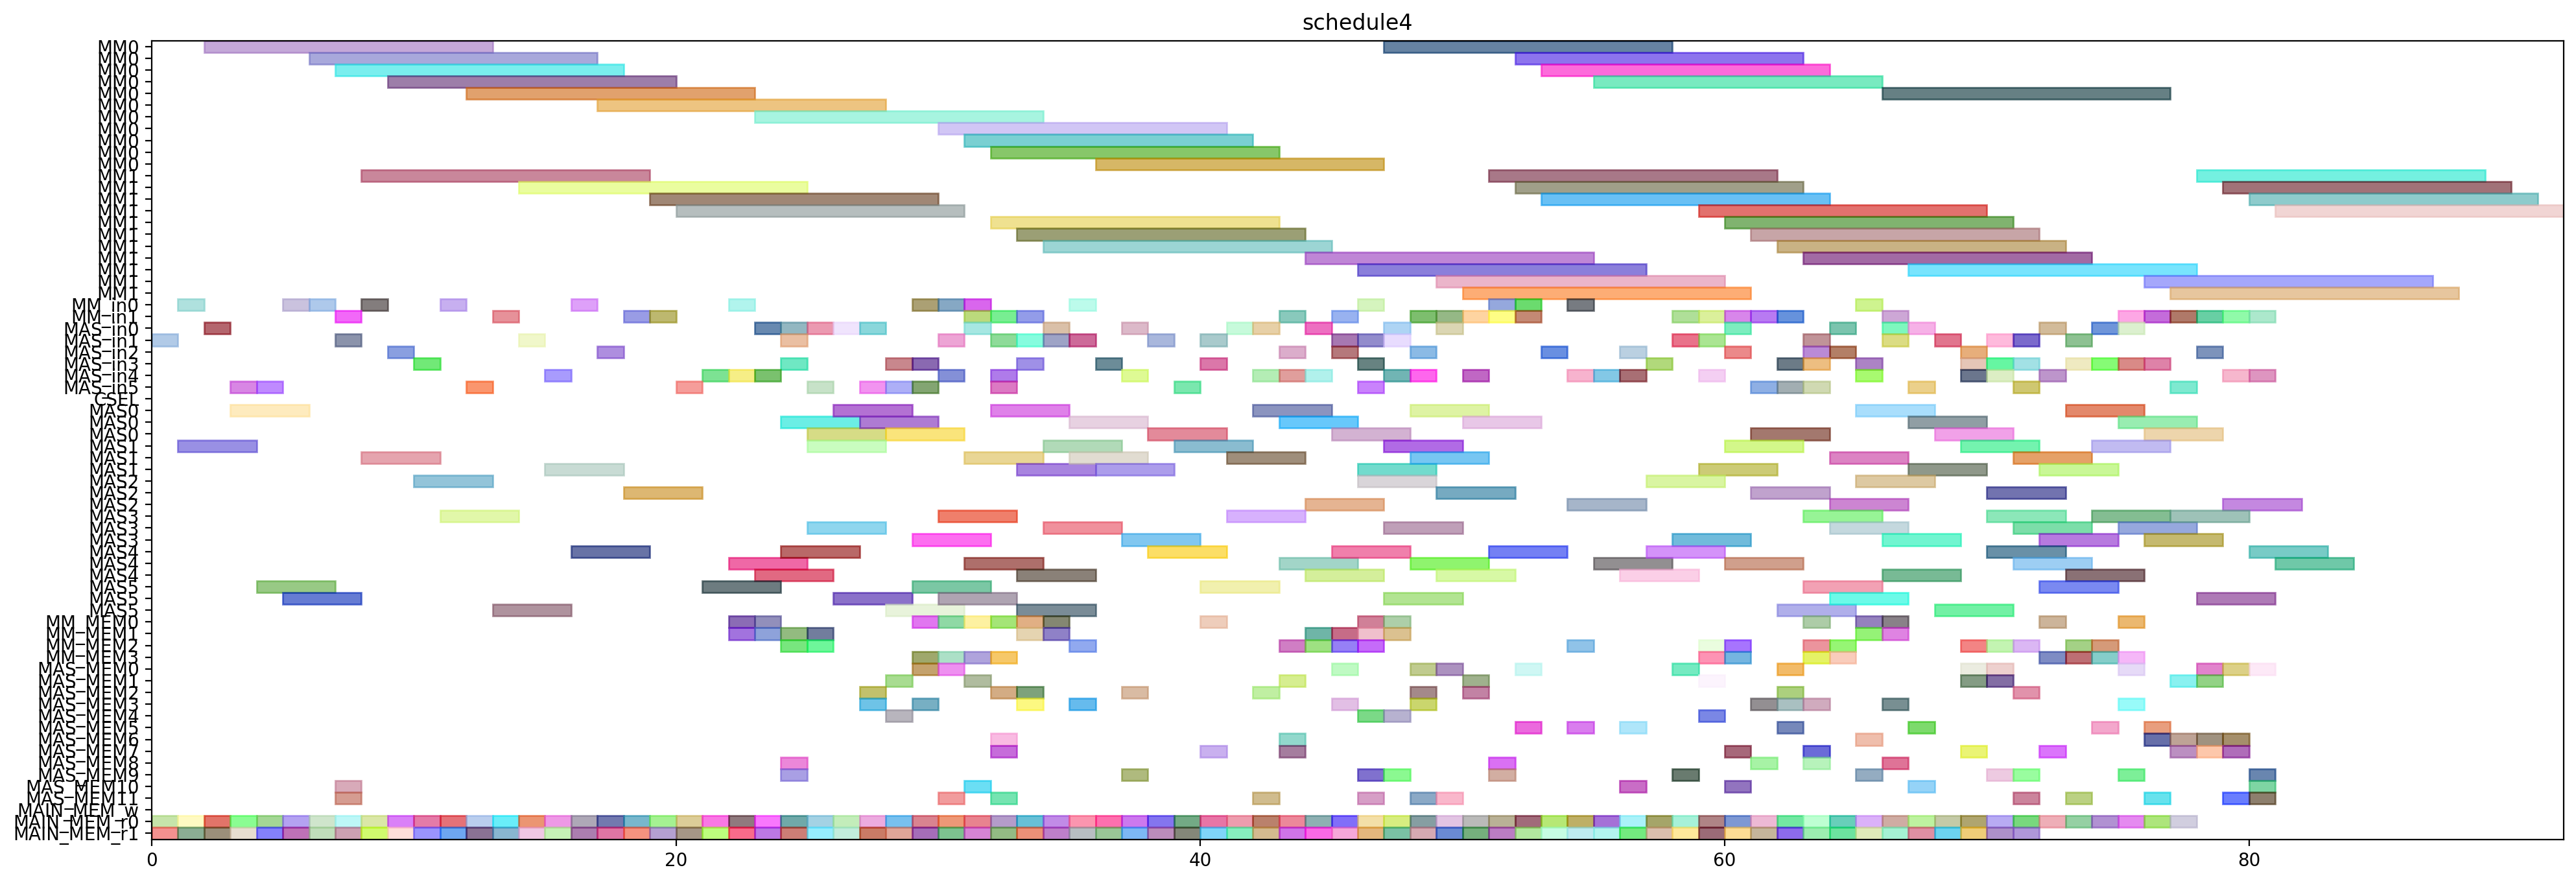 schedule4
MM0
MM0
MM0
MM0
MM0
MM0
MM0
MM0
MM0
MM0
MM0
MM1
MM1
MM1
MM1
MM1
MM1
MM1
MM1
MM1
MM1
MM1
MM_in0
MM_in1
MAS_in0
MAS_in1
MAS_in2
MAS_in3
MAS_in4
MAS_in5
CSEL
MAS0
MAS0
MAS0
MAS1
MAS1
MAS1
MAS2
MAS2
MAS2
MAS3
MAS3
MAS3
MAS4
MAS4
MAS4
MAS5
MAS5
MAS5
MM_MEM0
MM_MEM1
MM_MEM2
MM_MEM3
MAS_MEM0
MAS_MEM1
MAS_MEM2
MAS_MEM3
MAS_MEM4
MAS_MEM5
MAS_MEM6
MAS_MEM7
MAS_MEM8
MAS_MEM9
MAS_MEM10
MAS_MEM11
MAIN_MEM_w
MAIN_MEM_r0
MAIN_MEM_r1
0 20 40 60 80